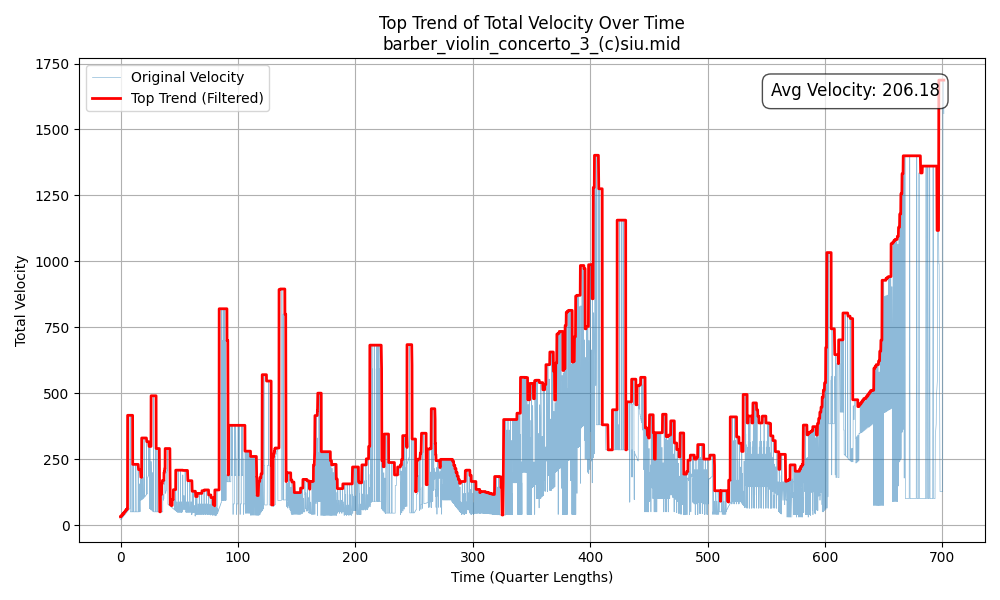 Top Trend of Total Velocity Over Time
barber_violin_concerto_3_(c)siu.mid
Original Velocity
Top Trend (Filtered)
Avg Velocity: 206.18
Total Velocity
1750
1500
1250
1000
750
500
250
0
0 100 200 300 400 500 600 700
Time (Quarter Lengths)